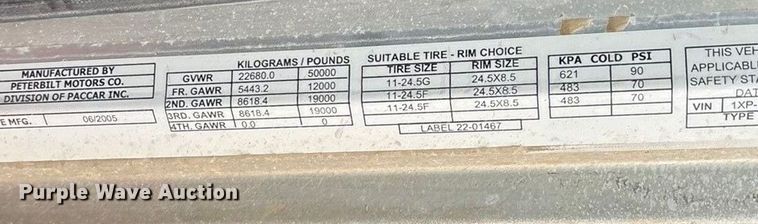 MANUFACTURED BY
PETERBILT MOTORS CO.
DIVISION OF PACCAR INC.
E MFG. 06/2005
KILOGRAMS / POUNDS
GVWR 22680.0 50000
FR. GAWR 5443.2 12000
2ND. GAWR 8618.4 19000
3RD. GAWR 8618.4 19000
4TH. GAWR 0.0 0
SUITABLE TIRE - RIM CHOICE
TIRE SIZE RIM SIZE
11-24.5G 24.5X8.5
11-24.5F 24.5X8.5
11-24.5F 24.5X8.5
LABEL 22-01467
KPA COLD PSI
621 90
483 70
483 70
THIS VEH
APPLICABL
SAFETY STA
DAT
VIN 1XP-
TYPE
Purple Wave Auction